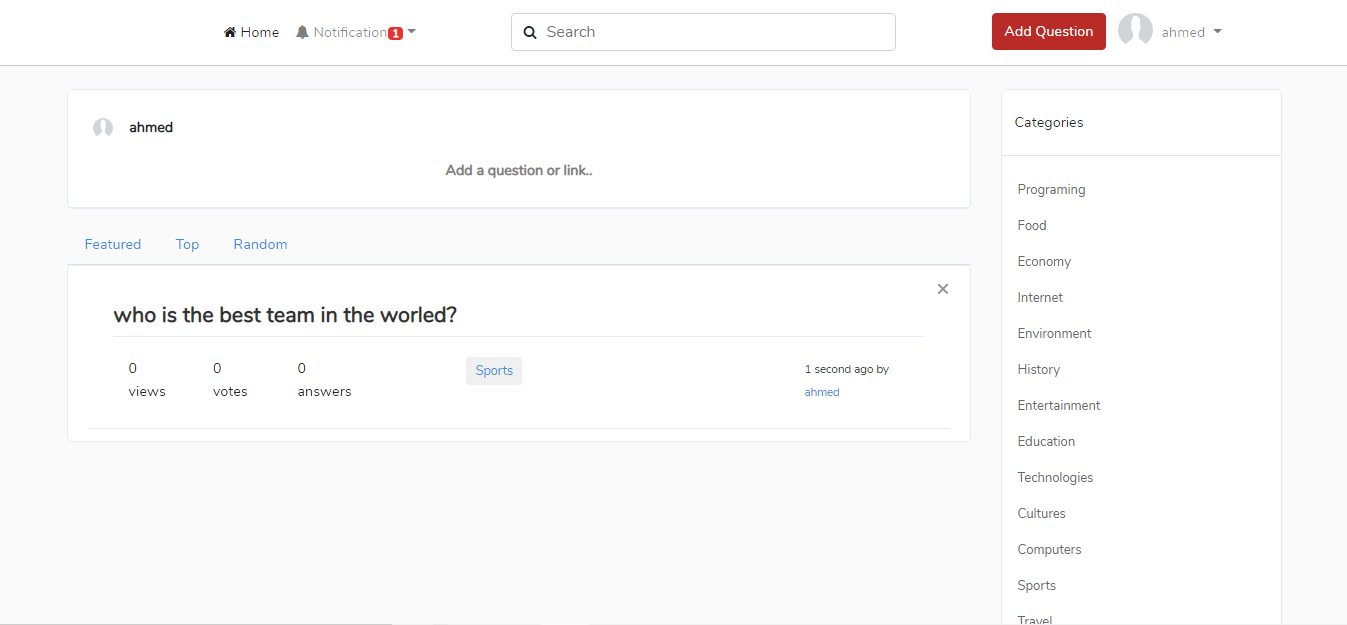 Home Notification 1 Search Add Question ahmed
ahmed
Add a question or link..
Featured Top Random
who is the best team in the worled?
0 0 0 Sports 1 second ago by
views votes answers ahmed
Categories
Programing
Food
Economy
Internet
Environment
History
Entertainment
Education
Technologies
Cultures
Computers
Sports
Travel